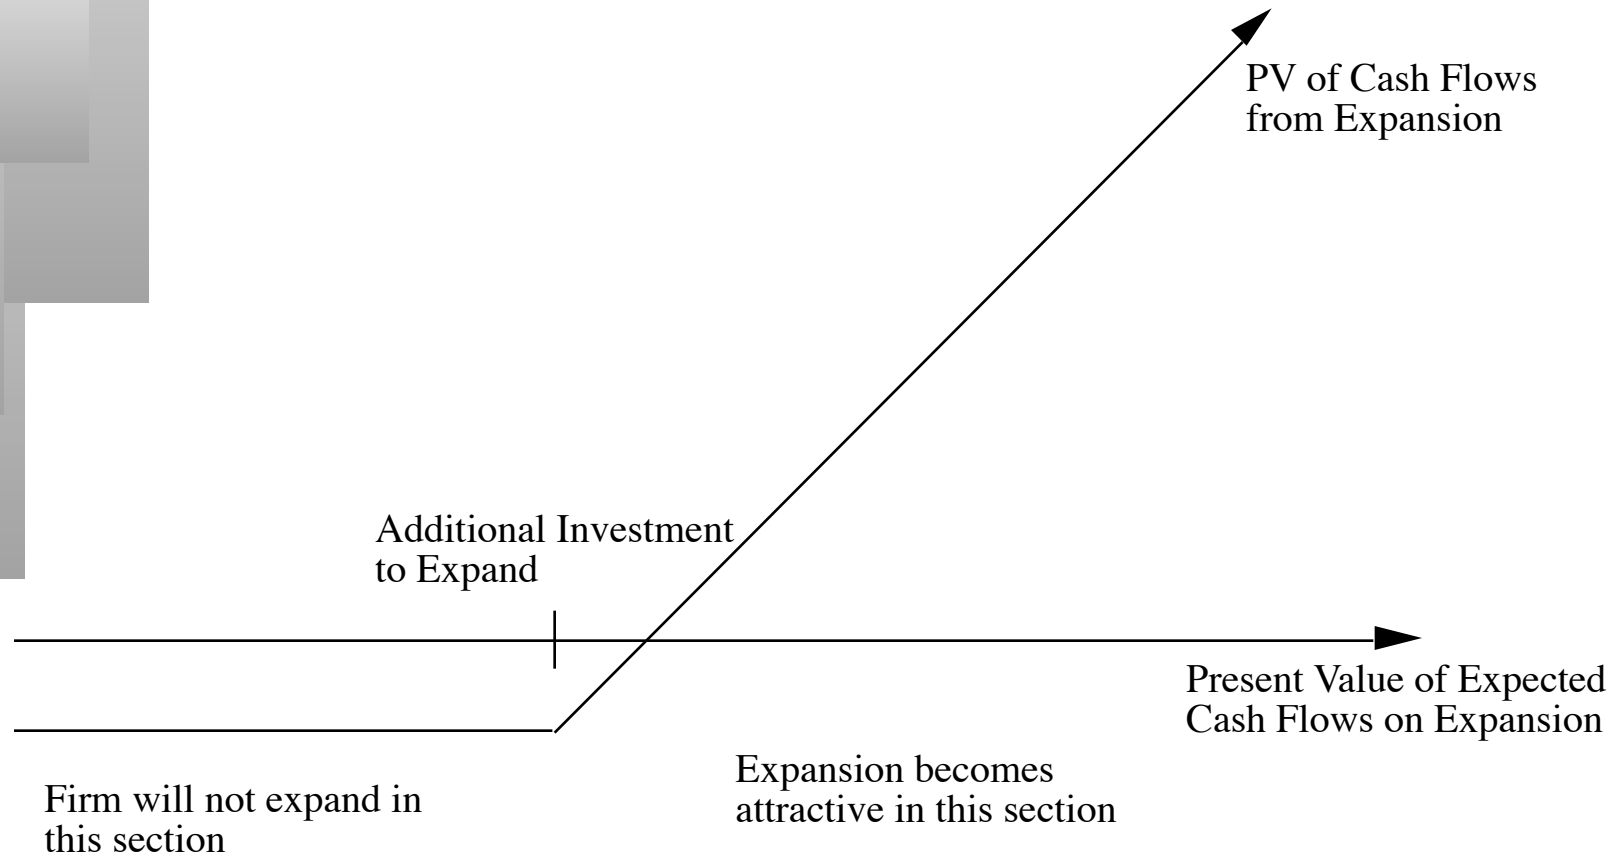 PV of Cash Flows
from Expansion
Additional Investment
to Expand
Present Value of Expected
Cash Flows on Expansion
Expansion becomes
attractive in this section
Firm will not expand in
this section